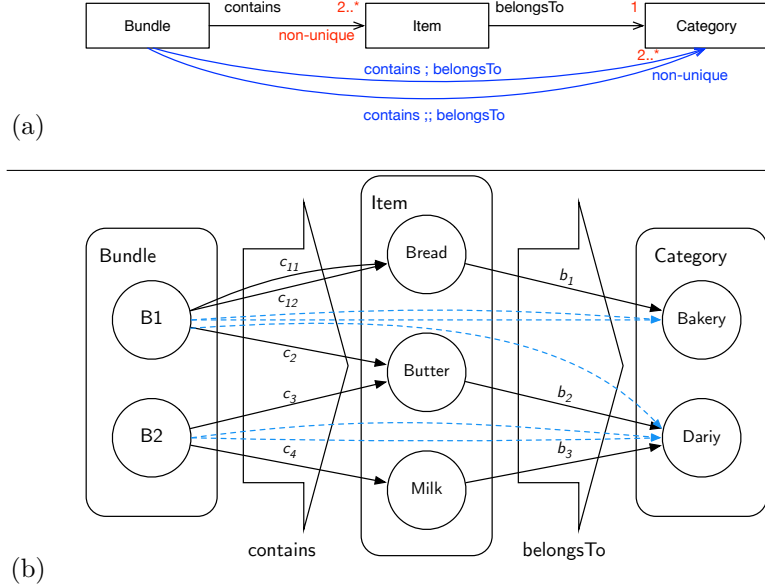 contains 2..* belongsTo 1
Bundle Item Category
non-unique 2..*
contains ; belongsTo non-unique
contains ;; belongsTo
(a)
Item
Bundle Category
c11 Bread b1
c12
B1 Bakery
c2
Butter
c3 b2
B2 Dariy
c4 b3
Milk
contains belongsTo
(b)